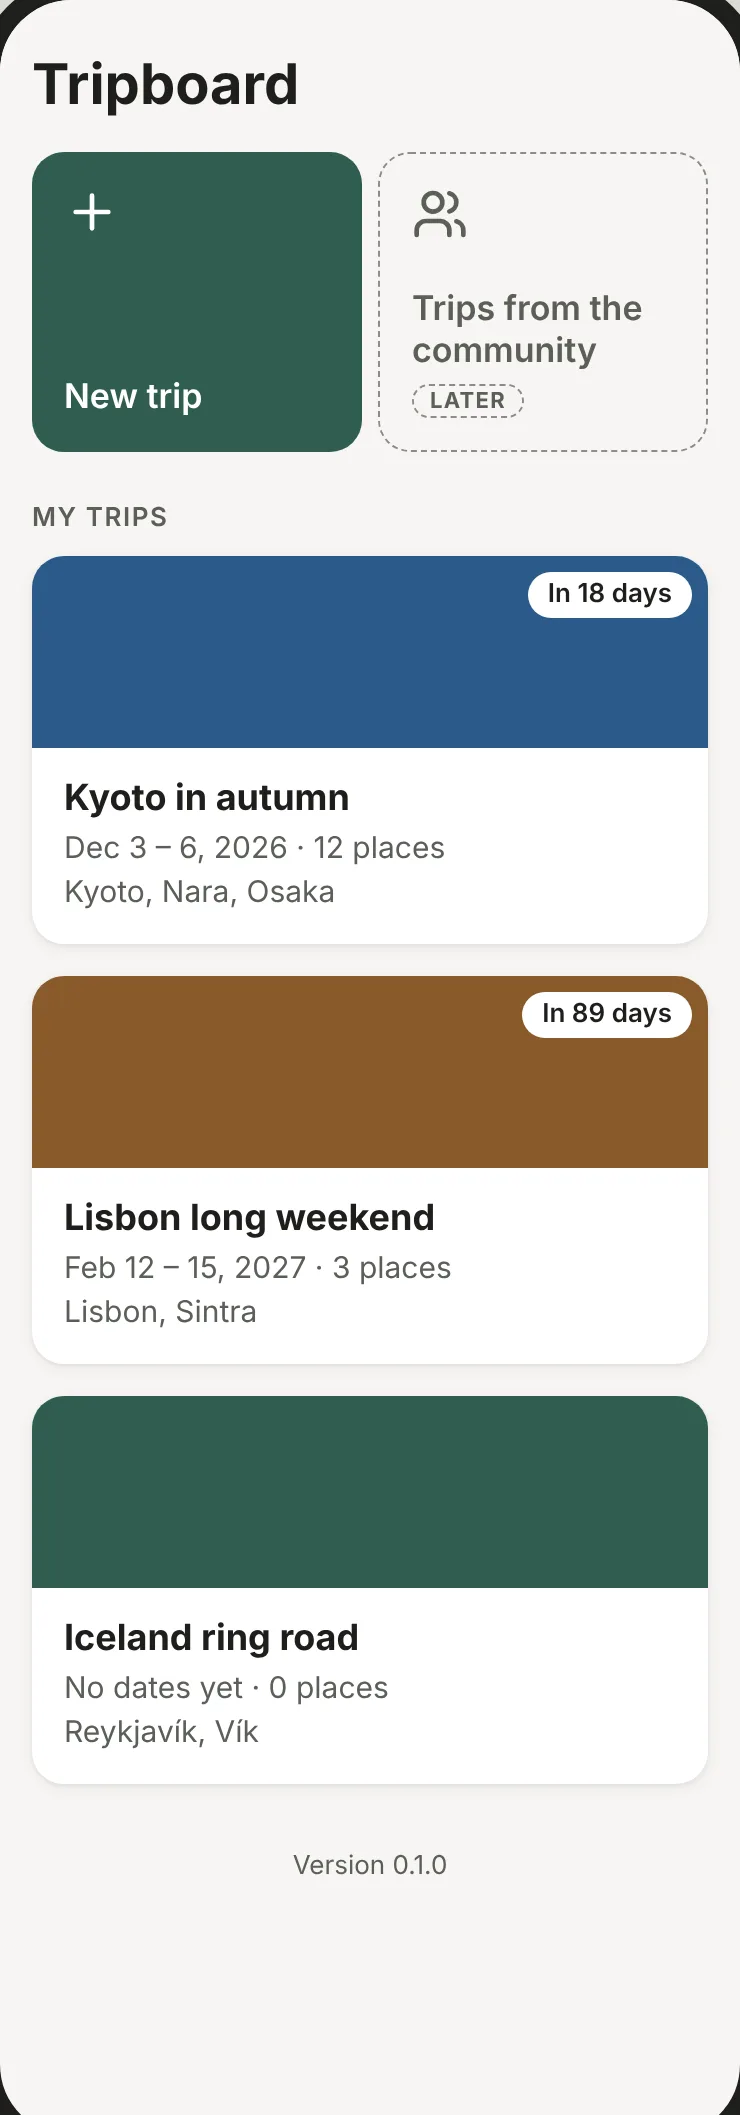 Tripboard
New trip
Trips from the
community
LATER
MY TRIPS
In 18 days
Kyoto in autumn
Dec 3 – 6, 2026 · 12 places
Kyoto, Nara, Osaka
In 89 days
Lisbon long weekend
Feb 12 – 15, 2027 · 3 places
Lisbon, Sintra
Iceland ring road
No dates yet · 0 places
Reykjavík, Vík
Version 0.1.0